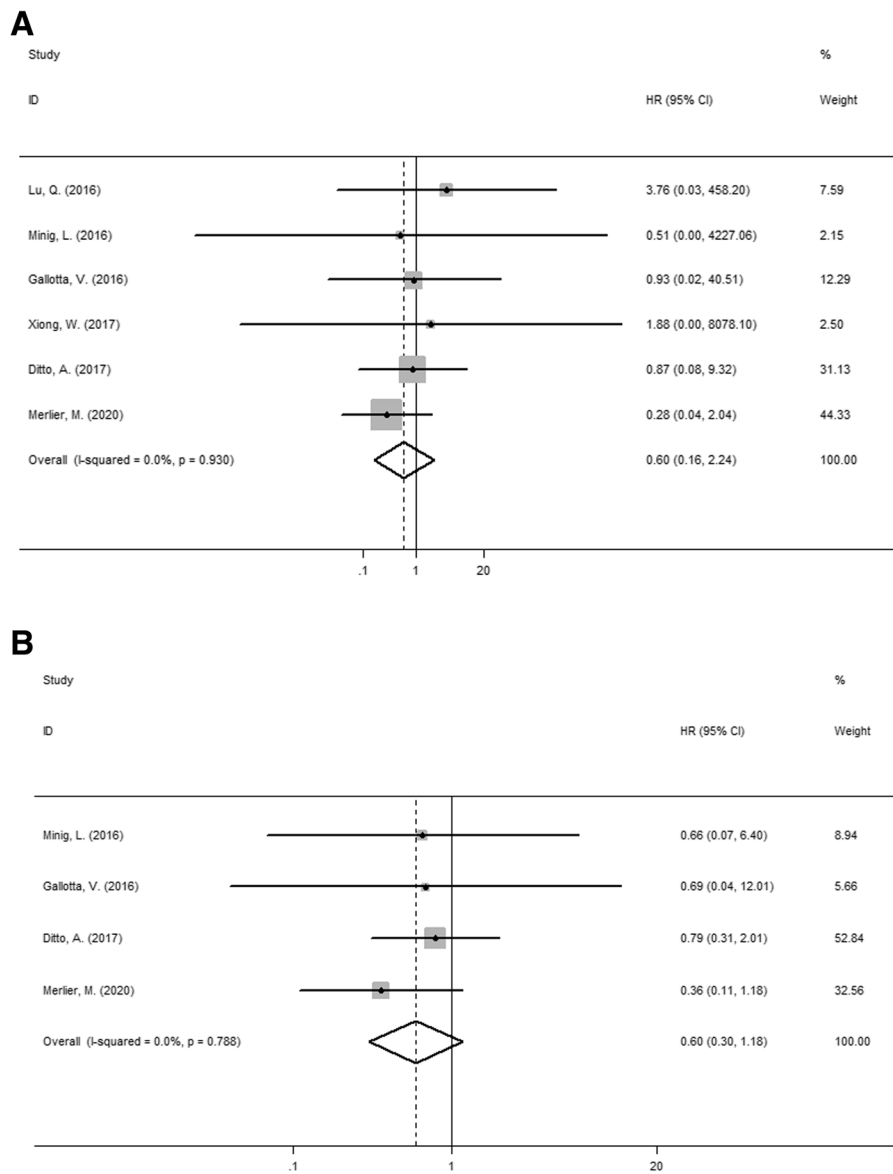 A
Study %
ID HR (95% CI) Weight
Lu, Q. (2016) 3.76 (0.03, 458.20) 7.59
Minig, L. (2016) 0.51 (0.00, 4227.06) 2.15
Gallotta, V. (2016) 0.93 (0.02, 40.51) 12.29
Xiong, W. (2017) 1.88 (0.00, 8078.10) 2.50
Ditto, A. (2017) 0.87 (0.08, 9.32) 31.13
Merlier, M. (2020) 0.28 (0.04, 2.04) 44.33
Overall (I-squared = 0.0%, p = 0.930) 0.60 (0.16, 2.24) 100.00
.1 1 20
B
Study %
ID HR (95% CI) Weight
Minig, L. (2016) 0.66 (0.07, 6.40) 8.94
Gallotta, V. (2016) 0.69 (0.04, 12.01) 5.66
Ditto, A. (2017) 0.79 (0.31, 2.01) 52.84
Merlier, M. (2020) 0.36 (0.11, 1.18) 32.56
Overall (I-squared = 0.0%, p = 0.788) 0.60 (0.30, 1.18) 100.00
.1 1 20